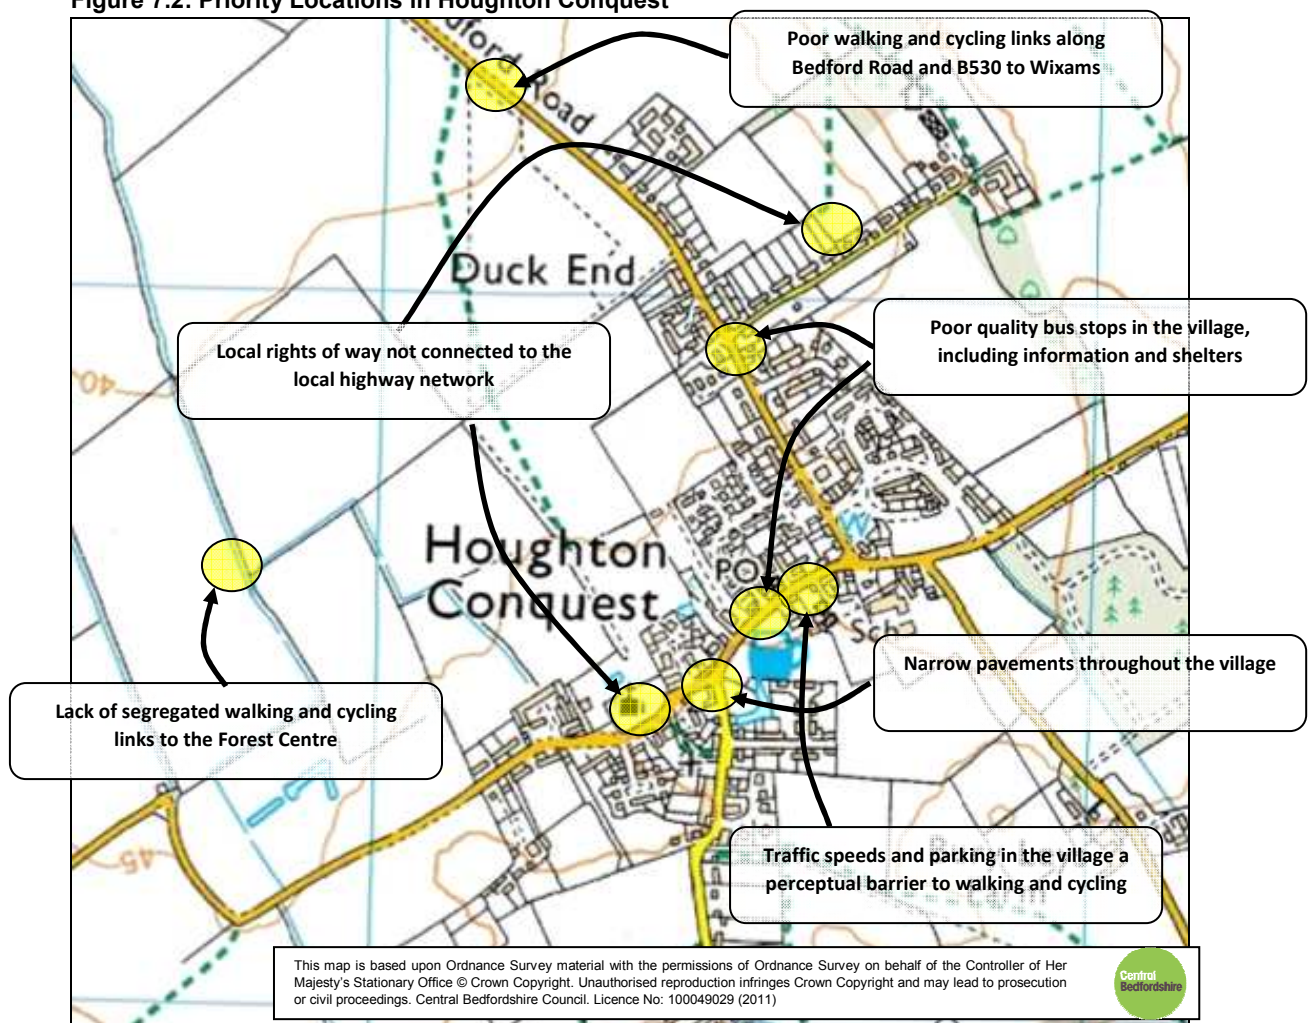 Figure 7.2: Priority Locations in Houghton Conquest
Poor walking and cycling links along
Bedford Road and B530 to Wixams
dford Road
Duck End
Local rights of way not connected to the
local highway network
Poor quality bus stops in the village,
including information and shelters
40
Houghton
Conquest
W
PO
Sch
Narrow pavements throughout the village
Lack of segregated walking and cycling
links to the Forest Centre
45
Traffic speeds and parking in the village a
perceptual barrier to walking and cycling
This map is based upon Ordnance Survey material with the permissions of Ordnance Survey on behalf of the Controller of Her
Majesty's Stationary Office © Crown Copyright. Unauthorised reproduction infringes Crown Copyright and may lead to prosecution
or civil proceedings. Central Bedfordshire Council. Licence No: 100049029 (2011)
Central
Bedfordshire